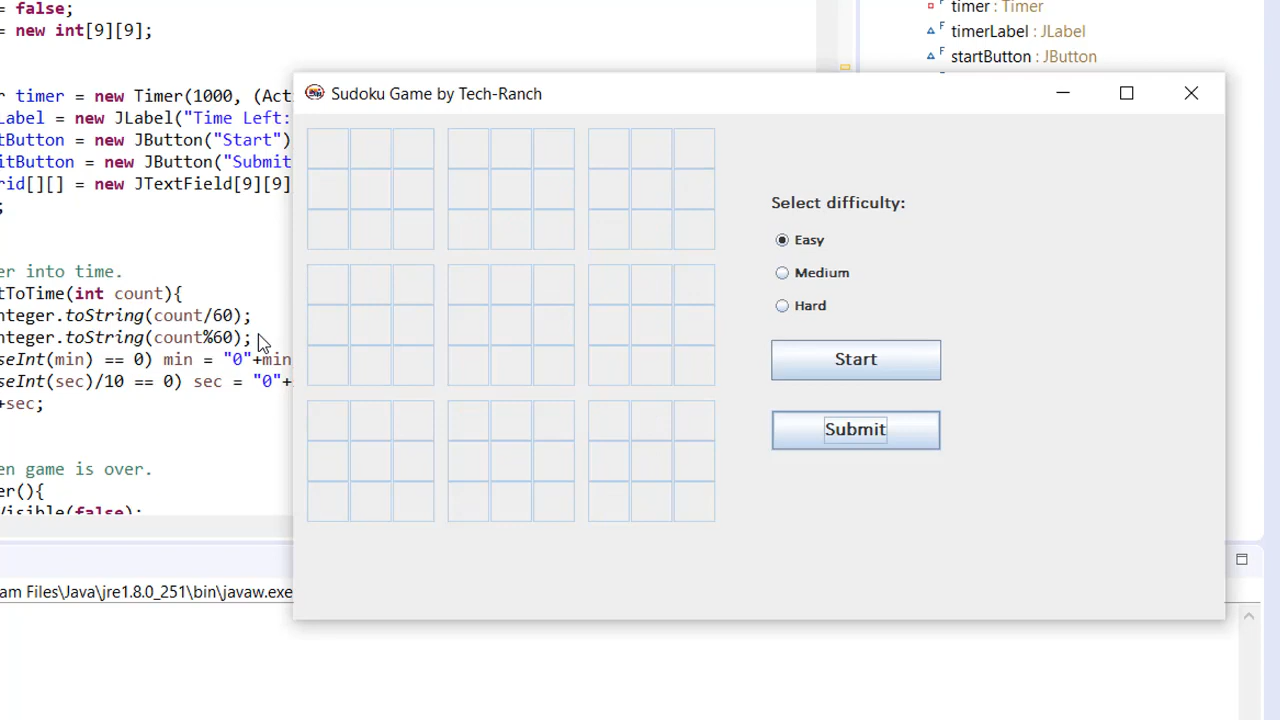 = false;
= new int[9][9];
r timer = new Timer(1000, (Acti
Label = new JLabel("Time Left:
tButton = new JButton("Start")
itButton = new JButton("Submit
rid[][] = new JTextField[9][9]
;
er into time.
tToTime(int count){
nteger.toString(count/60);
nteger.toString(count%60);
seInt(min) == 0) min = "0"+min
seInt(sec)/10 == 0) sec = "0"+
+sec;
en game is over.
er(){
Visible(false);
am Files\Java\jre1.8.0_251\bin\javaw.exe
timer : Timer
timerLabel : JLabel
startButton : JButton
Sudoku Game by Tech-Ranch
Select difficulty:
Easy
Medium
Hard
Start
Submit